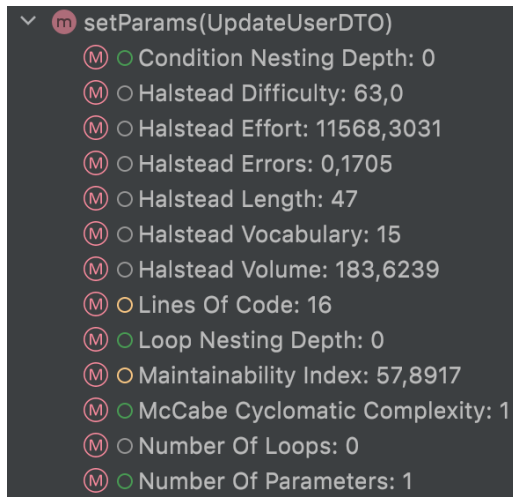 m setParams(UpdateUserDTO)
M Condition Nesting Depth: 0
M Halstead Difficulty: 63,0
M Halstead Effort: 11568,3031
M Halstead Errors: 0,1705
M Halstead Length: 47
M Halstead Vocabulary: 15
M Halstead Volume: 183,6239
M Lines Of Code: 16
M Loop Nesting Depth: 0
M Maintainability Index: 57,8917
M McCabe Cyclomatic Complexity: 1
M Number Of Loops: 0
M Number Of Parameters: 1